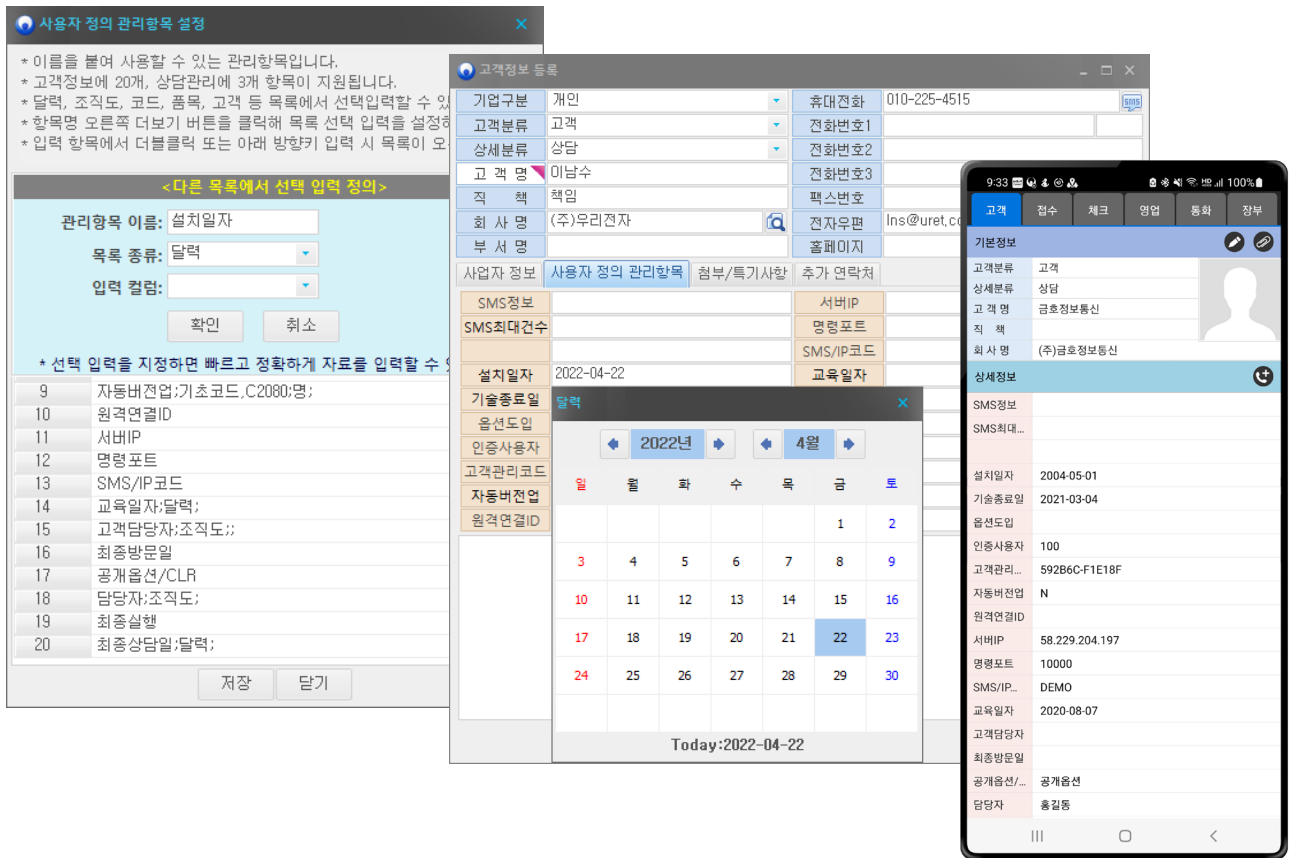 사용자 정의 관리항목 설정
* 이름을 붙여 사용할 수 있는 관리항목입니다.
* 고객정보에 20개, 상담관리에 3개 항목이 지원됩니다.
* 달력, 조직도, 코드, 품목, 고객 등 목록에서 선택입력할 수 있
* 항목명 오른쪽 더보기 버튼을 클릭해 목록 선택 입력을 설정하
* 입력 항목에서 더블클릭 또는 아래 방향키 입력 시 목록이 오
<다른 목록에서 선택 입력 정의>
관리항목 이름: 설치일자
목록 종류: 달력
입력 컬럼:
확인 취소
* 선택 입력을 지정하면 빠르고 정확하게 자료를 입력할 수
9 자동버전업;기초코드,C2080;명;
10 원격연결ID
11 서버IP
12 명령포트
13 SMS/IP코드
14 교육일자;달력;
15 고객담당자;조직도;;
16 최종방문일
17 공개옵션/CLR
18 담당자;조직도;
19 최종실행
20 최종상담일;달력;
저장 닫기
고객정보 등록
기업구분 개인 휴대전화 010-225-4515 SMS
고객분류 고객 전화번호1
상세분류 상담 전화번호2
고 객 명 이남수 전화번호3
직 책 책임 팩스번호
회 사 명 (주)우리전자 전자우편 lns@uret.co
부 서 명 홈페이지
사업자 정보 사용자 정의 관리항목 첨부/특기사항 추가 연락처
SMS정보 서버IP
SMS최대건수 명령포트
SMS/IP코드
설치일자 2022-04-22 교육일자
기술종료일
옵션도입
인증사용자
고객관리코드
자동버전업
원격연결ID
달력
2022년 4월
일 월 화 수 목 금 토
1 2
3 4 5 6 7 8 9
10 11 12 13 14 15 16
17 18 19 20 21 22 23
24 25 26 27 28 29 30
Today:2022-04-22
9:33 100%
고객 접수 체크 영업 통화 장부
기본정보
고객분류 고객
상세분류 상담
고 객 명 금호정보통신
직 책
회 사 명 (주)금호정보통신
상세정보
SMS정보
SMS최대...
설치일자 2004-05-01
기술종료일 2021-03-04
옵션도입
인증사용자 100
고객관리... 592B6C-F1E18F
자동버전업 N
원격연결ID
서버IP 58.229.204.197
명령포트 10000
SMS/IP... DEMO
교육일자 2020-08-07
고객담당자
최종방문일
공개옵션/... 공개옵션
담당자 홍길동